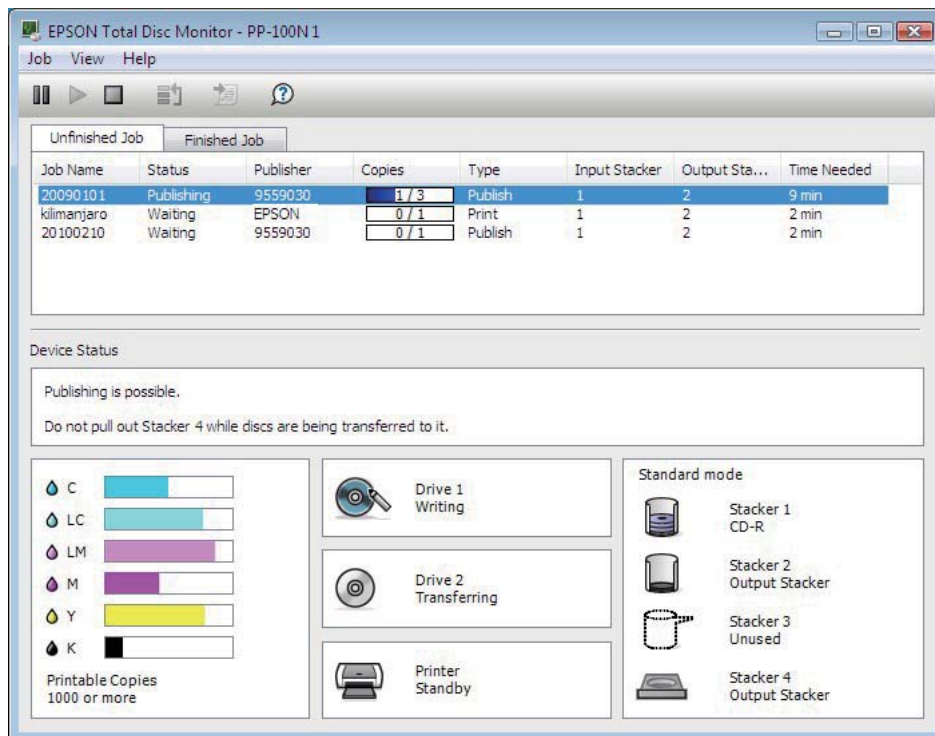 EPSON Total Disc Monitor - PP-100N 1
Job View Help
Unfinished Job Finished Job
Job Name Status Publisher Copies Type Input Stacker Output Sta... Time Needed
20090101 Publishing 9559030 1 / 3 Publish 1 2 9 min
kilimanjaro Waiting EPSON 0 / 1 Print 1 2 2 min
20100210 Waiting 9559030 0 / 1 Publish 1 2 2 min
Device Status
Publishing is possible.
Do not pull out Stacker 4 while discs are being transferred to it.
C
LC
LM
M
Y
K
Printable Copies
1000 or more
Drive 1
Writing
Drive 2
Transferring
Printer
Standby
Standard mode
Stacker 1
CD-R
Stacker 2
Output Stacker
Stacker 3
Unused
Stacker 4
Output Stacker